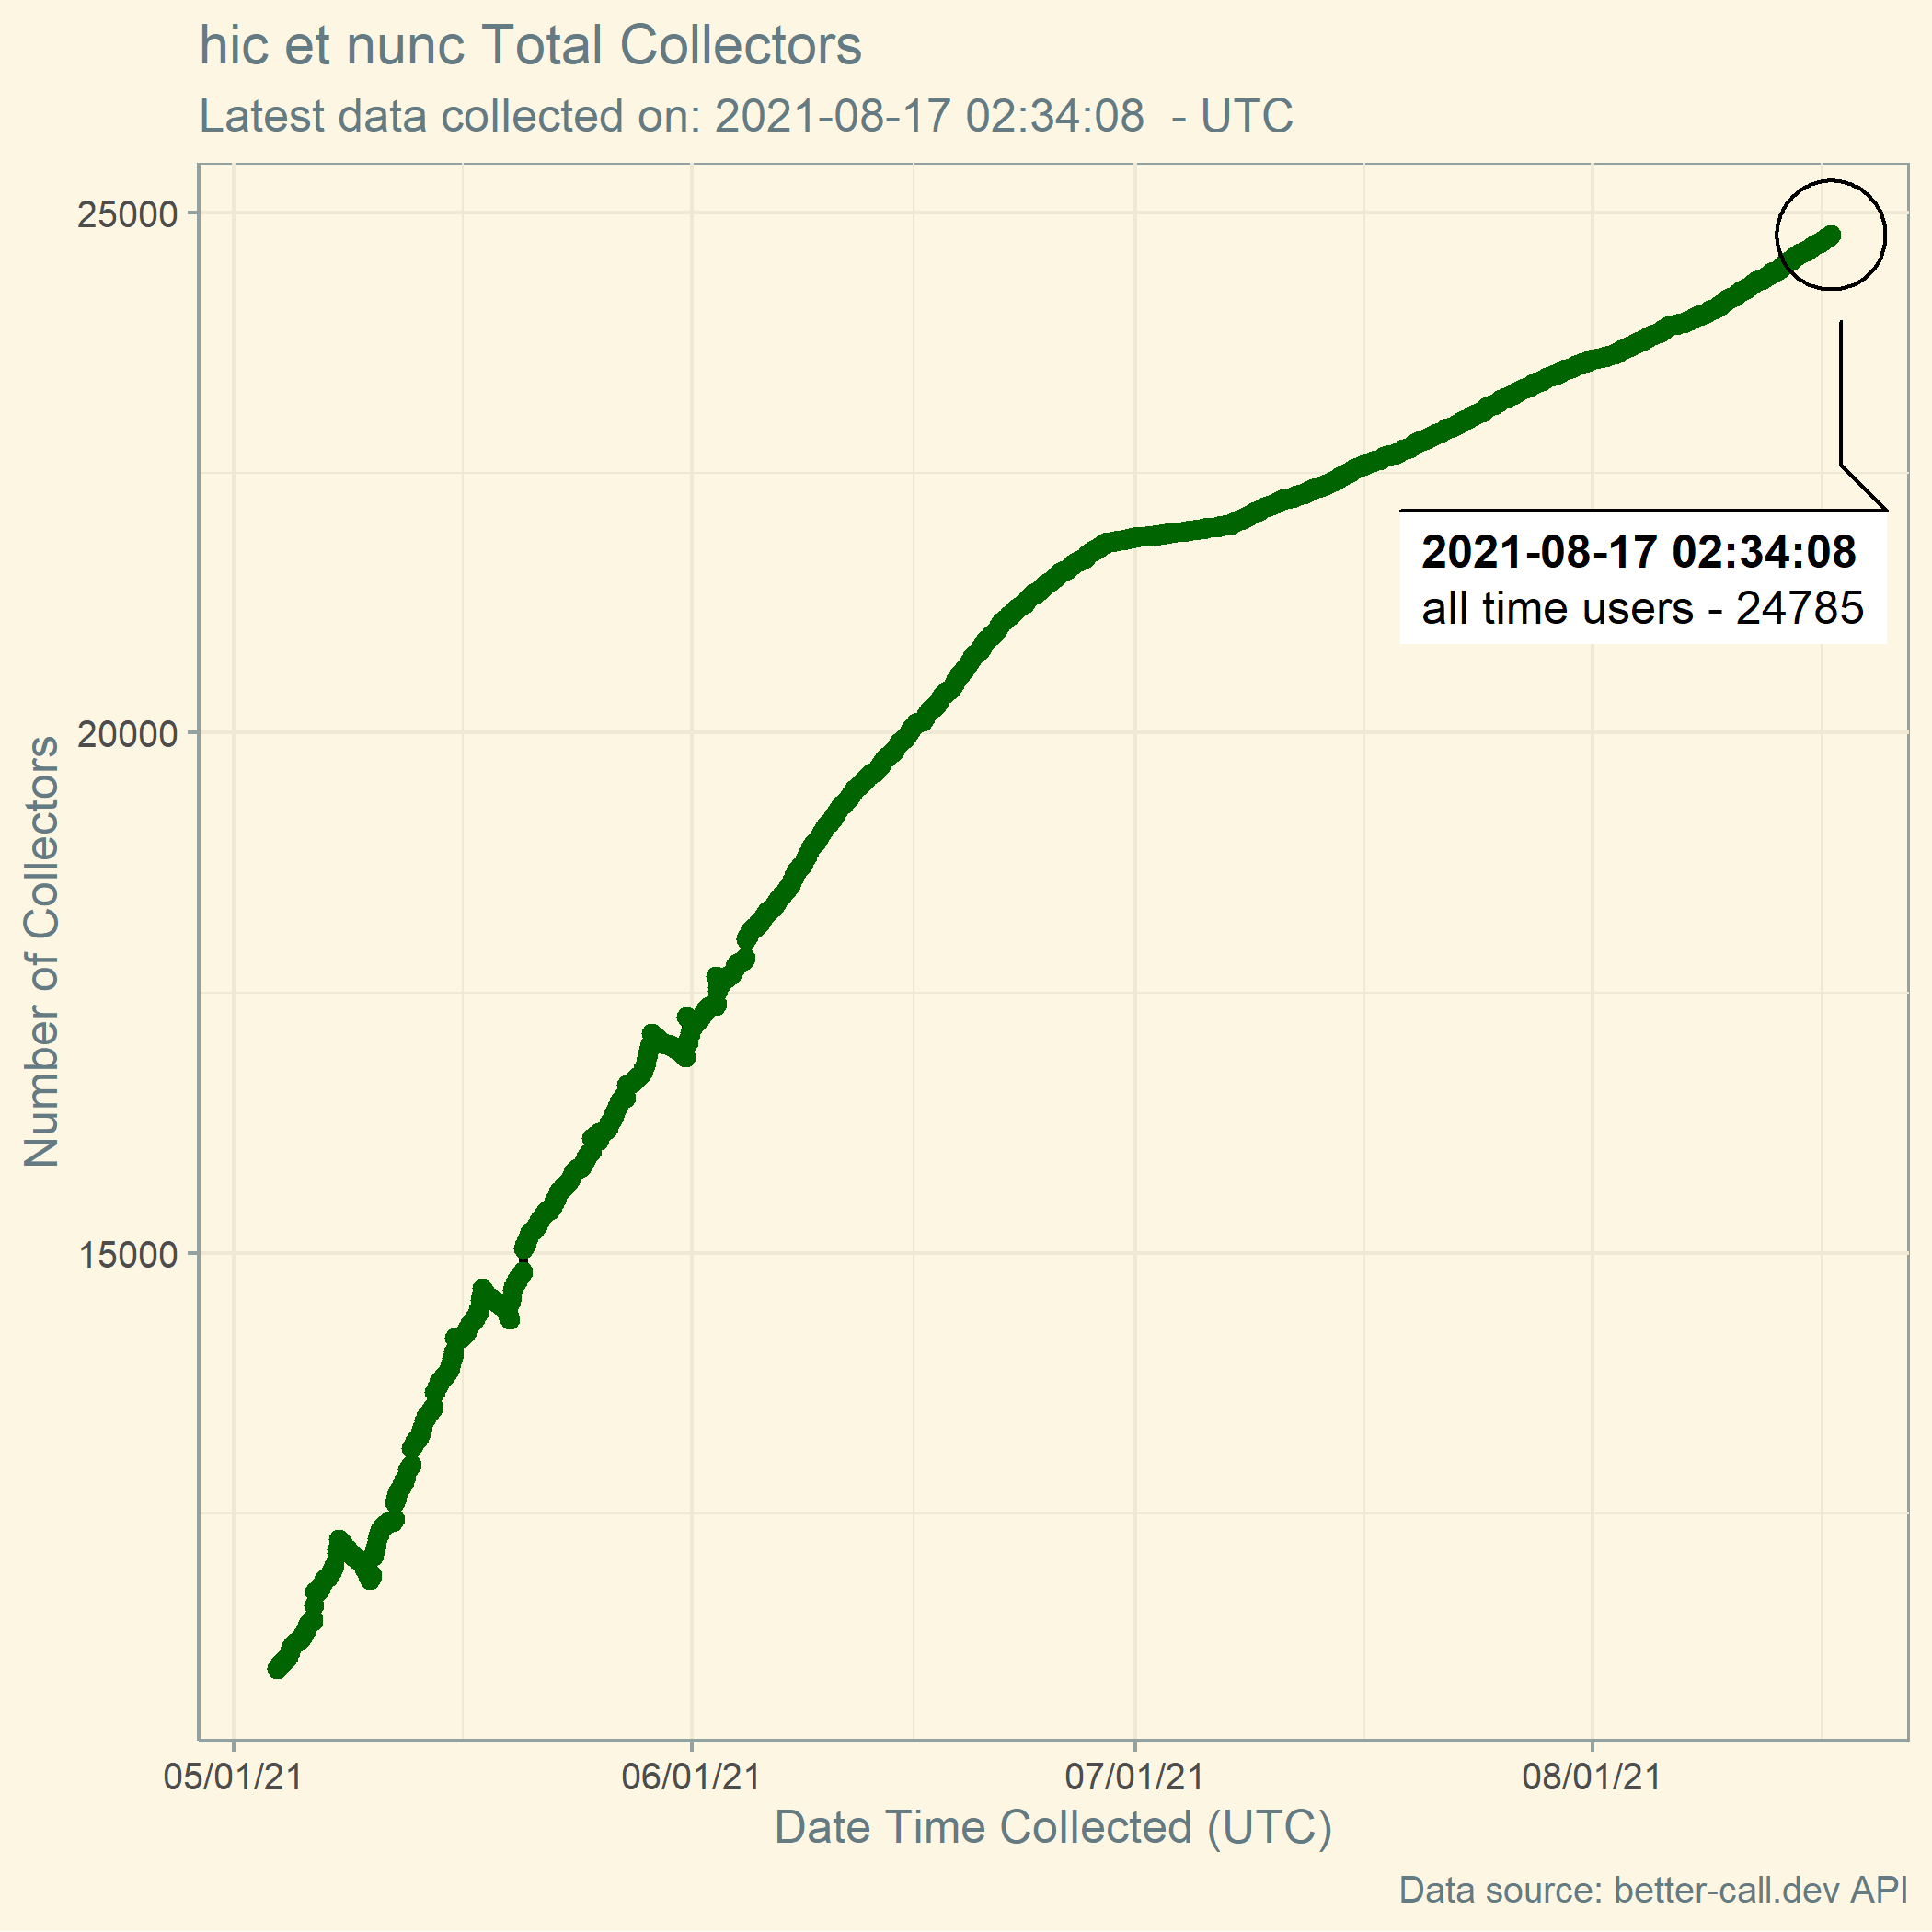 hic et nunc Total Collectors
Latest data collected on: 2021-08-17 02:34:08  - UTC
25000
20000
15000
Number of Collectors
2021-08-17 02:34:08
all time users - 24785
05/01/21
06/01/21
07/01/21
08/01/21
Date Time Collected (UTC)
Data source: better-call.dev API